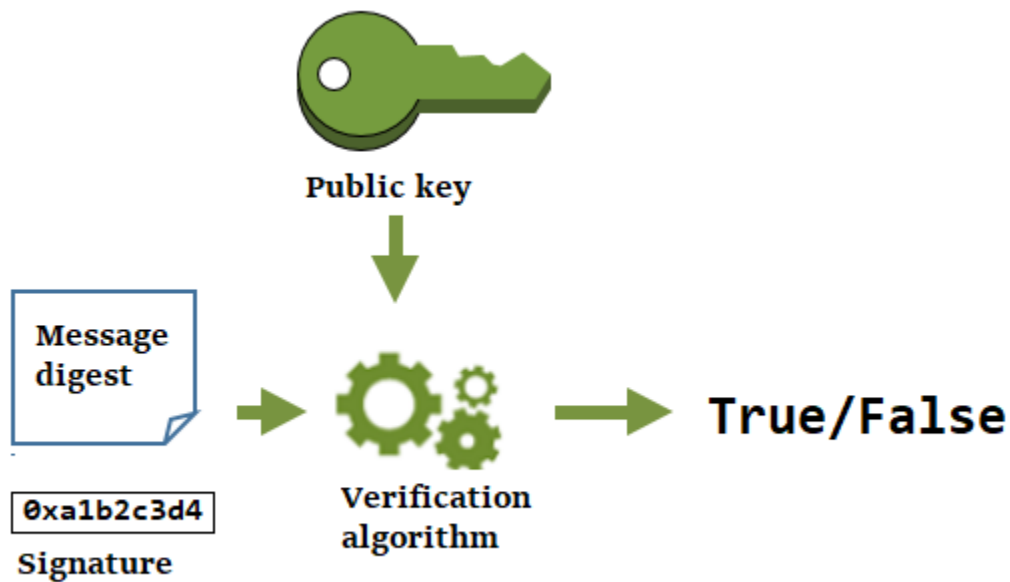 Public key
Message
digest
True/False
0xa1b2c3d4
Signature
Verification
algorithm